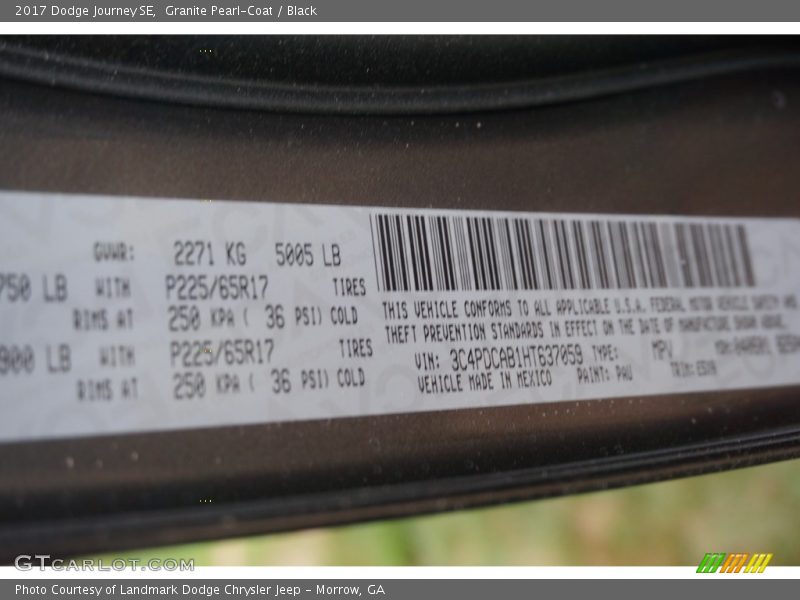 2017 Dodge Journey SE, Granite Pearl-Coat / Black
GVWR: 2271 KG 5005 LB
750 LB WITH P225/65R17 TIRES
RIMS AT 250 KPA ( 36 PSI) COLD
900 LB WITH P225/65R17 TIRES
RIMS AT 250 KPA ( 36 PSI) COLD
THIS VEHICLE CONFORMS TO ALL APPLICABLE U.S.A. FEDERAL MOTOR VEHICLE SAFETY AND
THEFT PREVENTION STANDARDS IN EFFECT ON THE DATE OF MANUFACTURE SHOWN ABOVE.
VIN: 3C4PDCAB1HT637059 TYPE: MPV
VEHICLE MADE IN MEXICO PAINT: PAU TRIM:
GTCARLOT.COM
Photo Courtesy of Landmark Dodge Chrysler Jeep - Morrow, GA